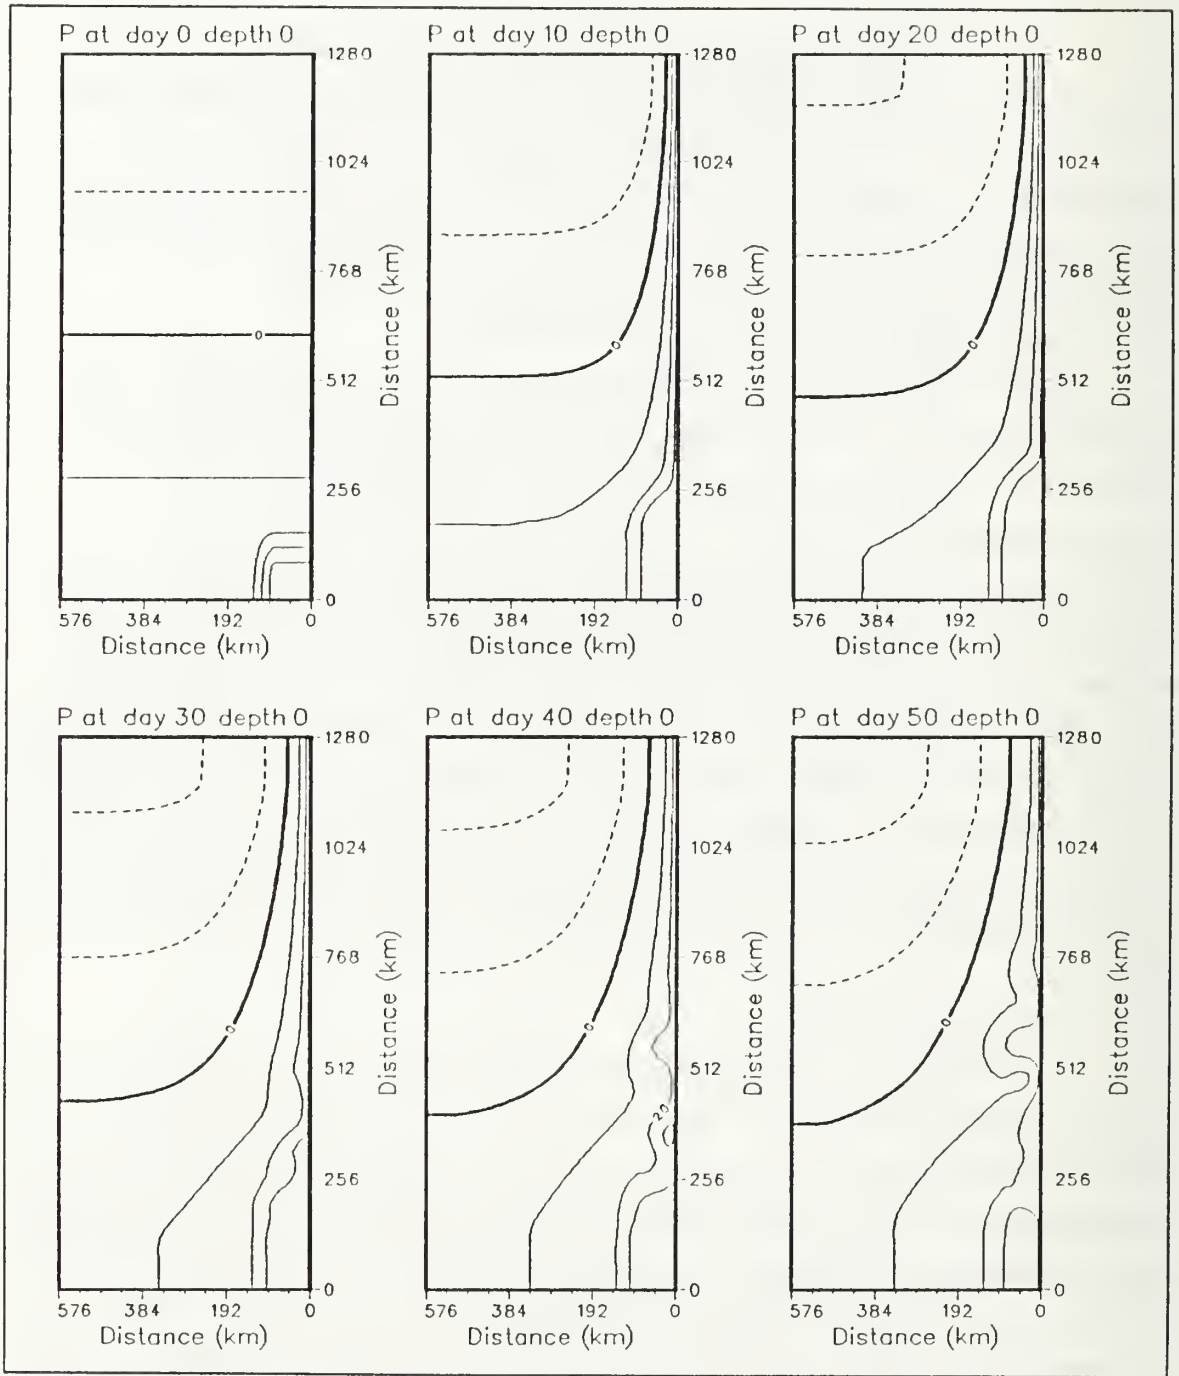 P at day 0 depth 0
1280
1024
768
512
256
0
0
Distance (km)
576 384 192 0
Distance (km)
P at day 10 depth 0
1280
1024
768
512
256
0
0
Distance (km)
576 384 192 0
Distance (km)
P at day 20 depth 0
1280
1024
768
512
256
0
0
Distance (km)
576 384 192 0
Distance (km)
P at day 30 depth 0
1280
1024
768
512
256
0
0
Distance (km)
576 384 192 0
Distance (km)
P at day 40 depth 0
1280
1024
768
512
256
0
0
20
Distance (km)
576 384 192 0
Distance (km)
P at day 50 depth 0
1280
1024
768
512
256
0
0
Distance (km)
576 384 192 0
Distance (km)